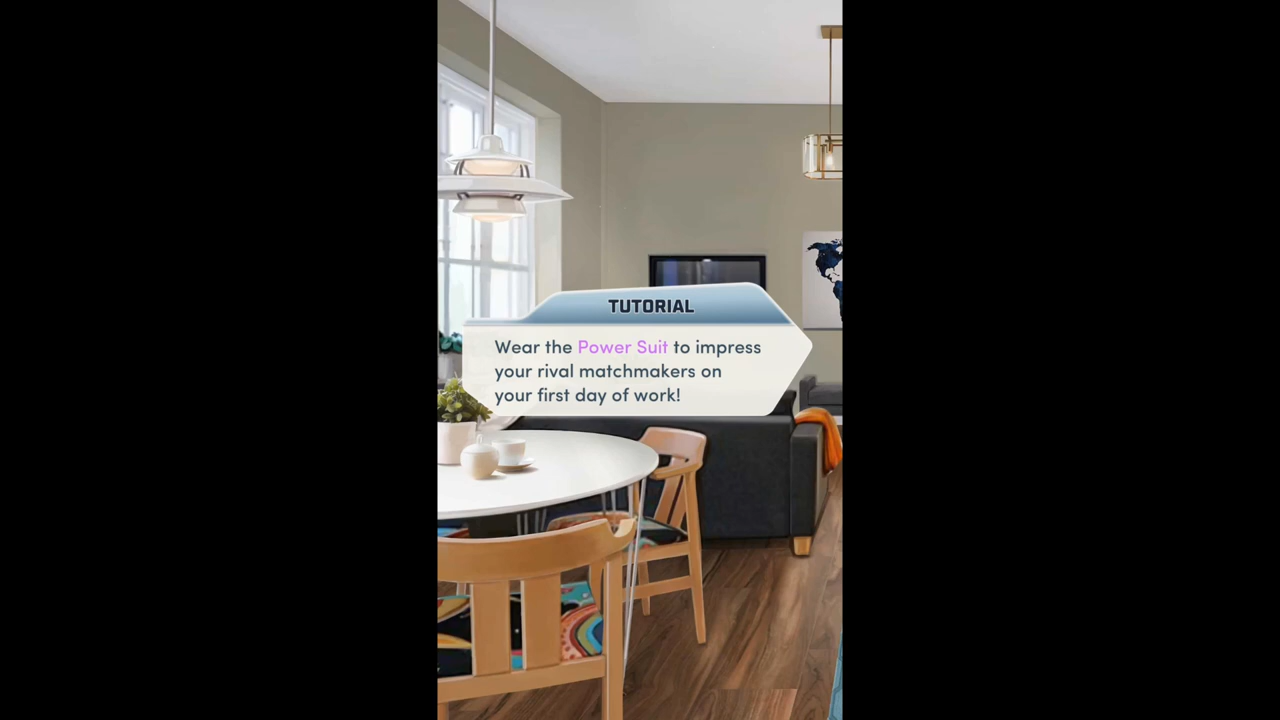 TUTORIAL
Wear the Power Suit to impress
your rival matchmakers on
your first day of work!